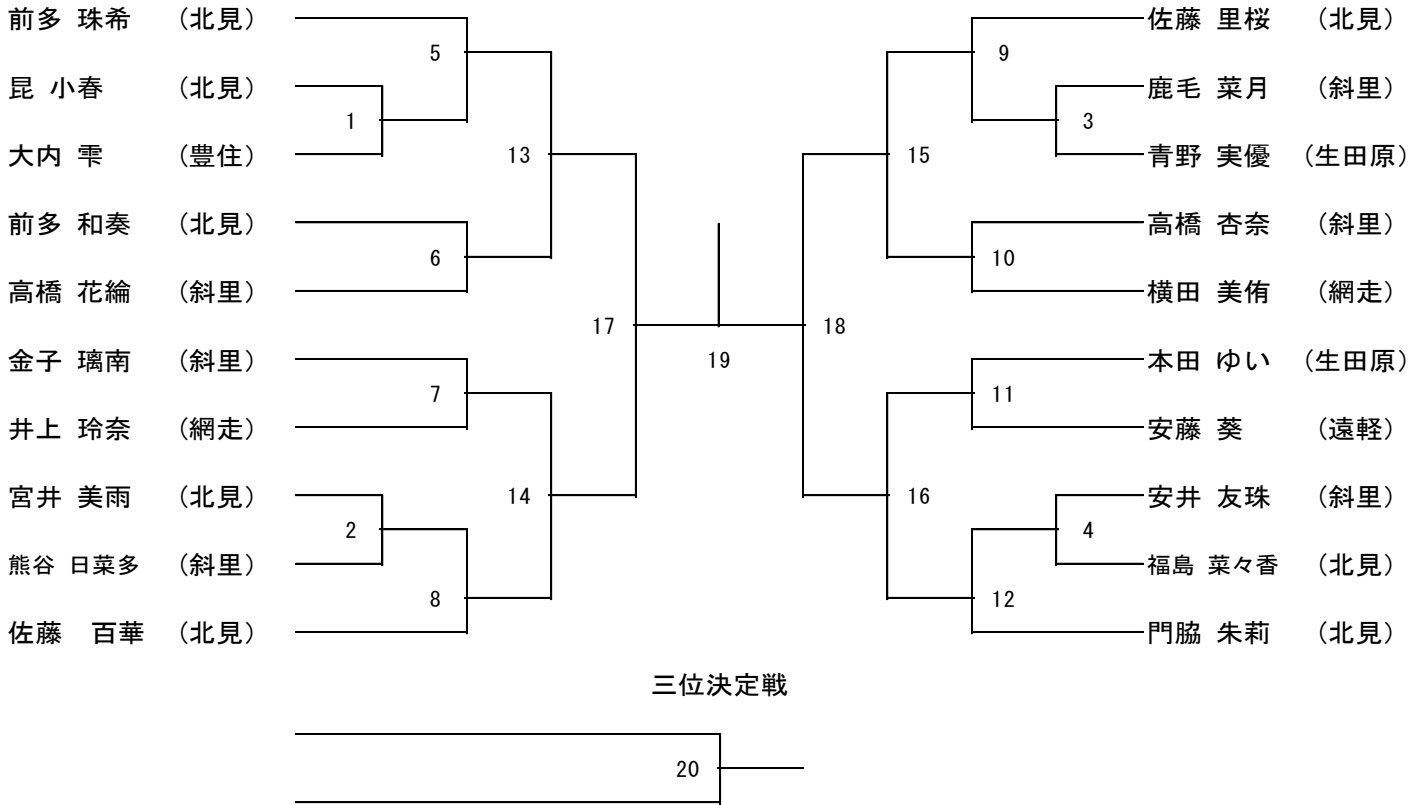 前多 珠希 （北見） 佐藤 里桜 （北見）
5 9
昆 小春 （北見） 鹿毛 菜月 （斜里）
1 3
大内 雫 （豊住） 13 15 青野 実優 （生田原）
前多 和奏 （北見） 高橋 杏奈 （斜里）
6 10
高橋 花綸 （斜里） 横田 美侑 （網走）
17 18
金子 璃南 （斜里） 19 本田 ゆい （生田原）
7 11
井上 玲奈 （網走） 安藤 葵 （遠軽）
宮井 美雨 （北見） 14 16 安井 友珠 （斜里）
2 4
熊谷 日菜多 （斜里） 福島 菜々香 （北見）
8 12
佐藤 百華 （北見） 門脇 朱莉 （北見）
三位決定戦
20